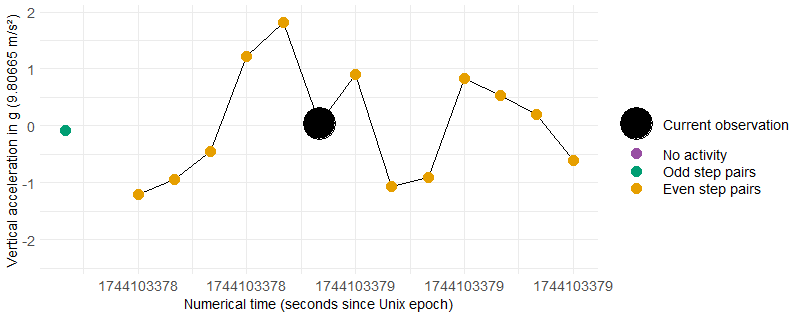 Vertical acceleration in g (9.80665 m/s²)
2
1
0
-1
-2
1744103378 1744103378 1744103379 1744103379 1744103379
Numerical time (seconds since Unix epoch)
Current observation
No activity
Odd step pairs
Even step pairs